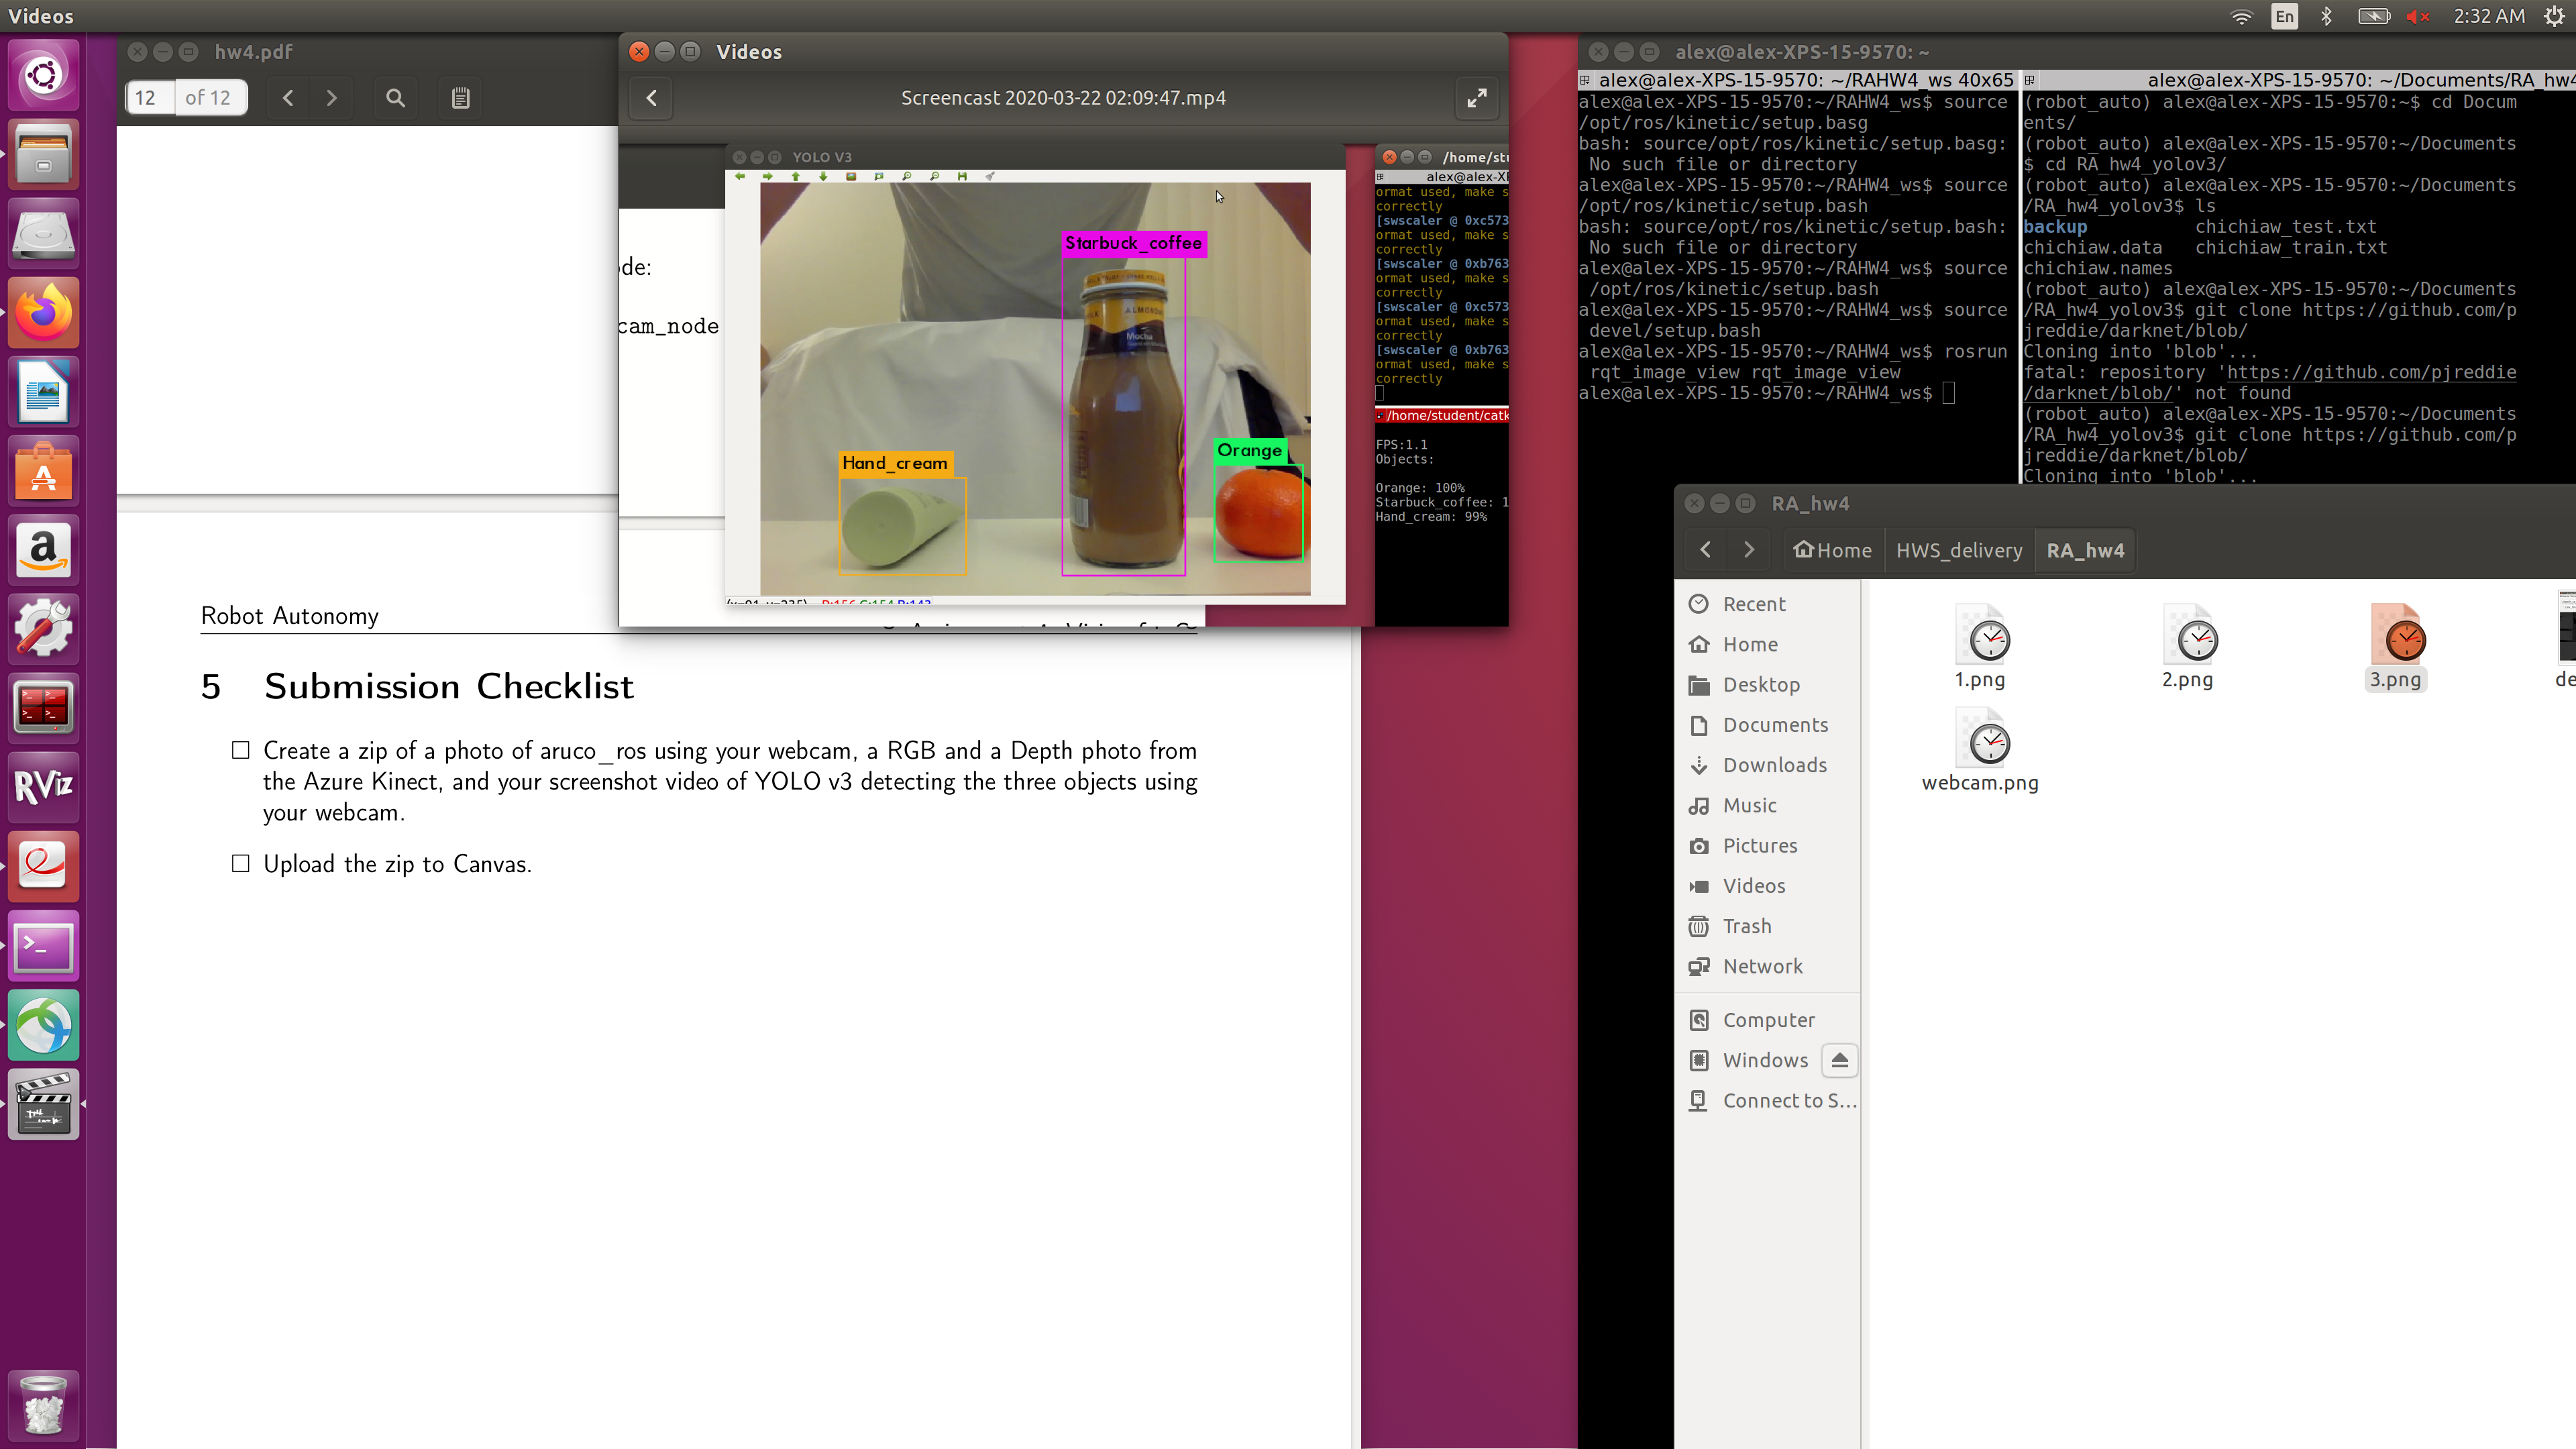 Videos
En
2:32 AM
hw4.pdf
12
of 12
ode:
cam_node
Robot Autonomy
5 Submission Checklist
Create a zip of a photo of aruco_ros using your webcam, a RGB and a Depth photo from
the Azure Kinect, and your screenshot video of YOLO v3 detecting the three objects using
your webcam.
Upload the zip to Canvas.
Videos
Screencast 2020-03-22 02:09:47.mp4
YOLO V3
Starbuck_coffee
ALMOND
Mocha
Hand_cream
Orange
/home/stu
alex@alex-XP
ormat used, make s
correctly
[swscaler @ 0xc573
ormat used, make s
correctly
[swscaler @ 0xb763
ormat used, make s
correctly
[swscaler @ 0xc573
ormat used, make s
correctly
[swscaler @ 0xb763
ormat used, make s
correctly
/home/student/catk
FPS:1.1
Objects:
Orange: 100%
Starbuck_coffee: 1
Hand_cream: 99%
alex@alex-XPS-15-9570: ~
alex@alex-XPS-15-9570: ~/RAHW4_ws 40x65
alex@alex-XPS-15-9570:~/RAHW4_ws$ source
/opt/ros/kinetic/setup.basg
bash: source/opt/ros/kinetic/setup.basg:
No such file or directory
alex@alex-XPS-15-9570:~/RAHW4_ws$ source
/opt/ros/kinetic/setup.bash
bash: source/opt/ros/kinetic/setup.bash:
No such file or directory
alex@alex-XPS-15-9570:~/RAHW4_ws$ source
/opt/ros/kinetic/setup.bash
alex@alex-XPS-15-9570:~/RAHW4_ws$ source
devel/setup.bash
alex@alex-XPS-15-9570:~/RAHW4_ws$ rosrun
rqt_image_view rqt_image_view
alex@alex-XPS-15-9570:~/RAHW4_ws$
alex@alex-XPS-15-9570: ~/Documents/RA_hw4
(robot_auto) alex@alex-XPS-15-9570:~$ cd Docum
ents/
(robot_auto) alex@alex-XPS-15-9570:~/Documents
$ cd RA_hw4_yolov3/
(robot_auto) alex@alex-XPS-15-9570:~/Documents
/RA_hw4_yolov3$ ls
backup chichiaw_test.txt
chichiaw.data chichiaw_train.txt
chichiaw.names
(robot_auto) alex@alex-XPS-15-9570:~/Documents
/RA_hw4_yolov3$ git clone https://github.com/p
jreddie/darknet/blob/
Cloning into 'blob'...
fatal: repository 'https://github.com/pjreddie
/darknet/blob/' not found
(robot_auto) alex@alex-XPS-15-9570:~/Documents
/RA_hw4_yolov3$ git clone https://github.com/p
jreddie/darknet/blob/
Cloning into 'blob'...
RA_hw4
Home HWS_delivery RA_hw4
Recent
Home
Desktop
Documents
Downloads
Music
Pictures
Videos
Trash
Network
Computer
Windows
Connect to S...
1.png
2.png
3.png
de
webcam.png
RViz